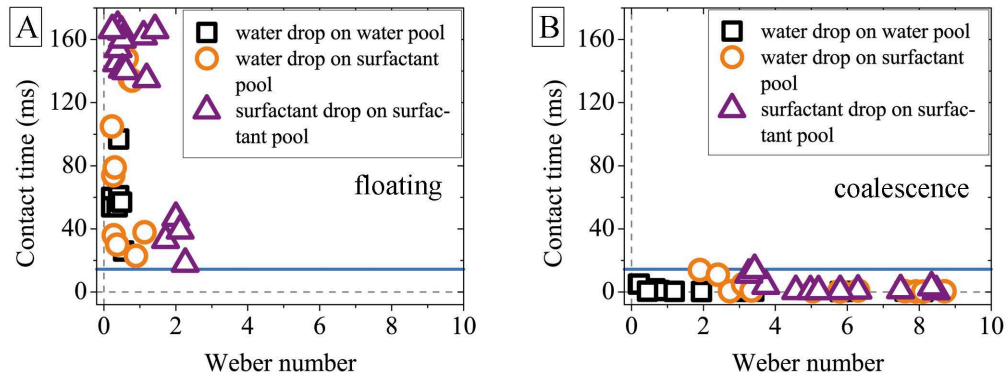 A
160
120
80
40
0
Contact time (ms)
water drop on water pool
water drop on surfactant
pool
surfactant drop on surfac-
tant pool
floating
0 2 4 6 8 10
Weber number
B
160
120
80
40
0
Contact time (ms)
water drop on water pool
water drop on surfactant
pool
surfactant drop on surfac-
tant pool
coalescence
0 2 4 6 8 10
Weber number